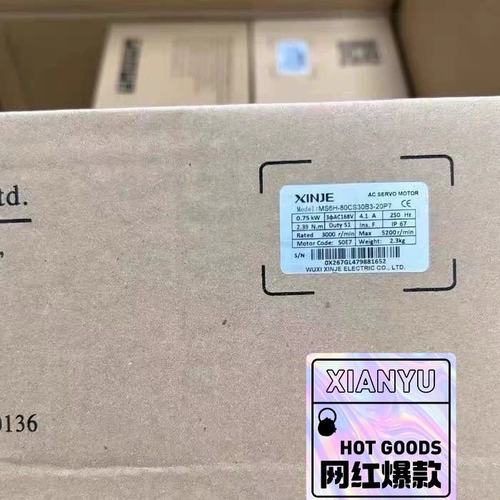 td.
,
0136
XINJE AC SERVO MOTOR
Model: MS6H-80CS30B3-20P7 CE
0.75 kW 3ϕAC168V 4.1 A 250 Hz
2.39 N.m Duty S1 Ins. F IP 67
Rated 3000 r/min Max 5200r/min
Motor Code: 50E7 Weight: 2.3kg
S/N
0X267GL479881652
WUXI XINJE ELECTRIC CO., LTD.
XIANYU
HOT GOODS
网红爆款